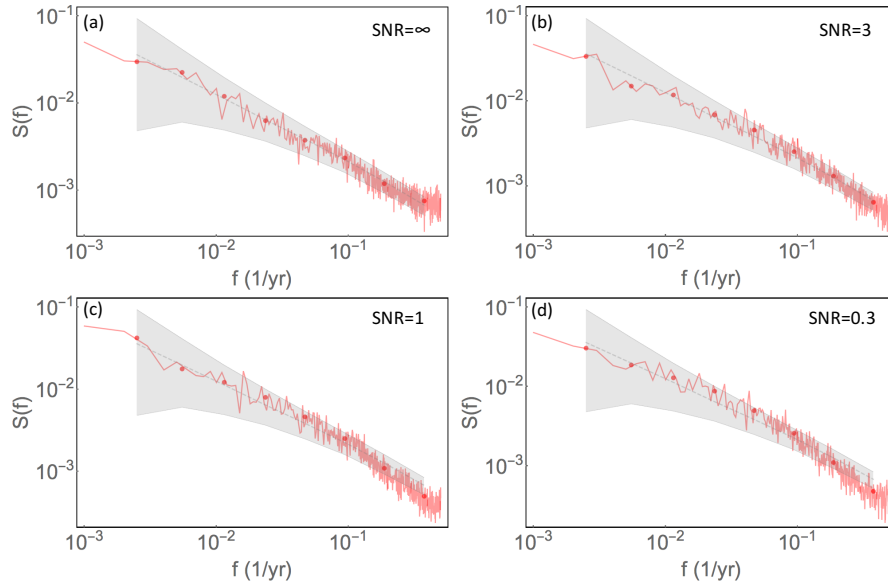 (a)
SNR=∞
S(f)
10⁻¹
10⁻²
10⁻³
10⁻³
10⁻²
10⁻¹
f (1/yr)
(b)
SNR=3
S(f)
10⁻¹
10⁻²
10⁻³
10⁻³
10⁻²
10⁻¹
f (1/yr)
(c)
SNR=1
S(f)
10⁻¹
10⁻²
10⁻³
10⁻³
10⁻²
10⁻¹
f (1/yr)
(d)
SNR=0.3
S(f)
10⁻¹
10⁻²
10⁻³
10⁻³
10⁻²
10⁻¹
f (1/yr)